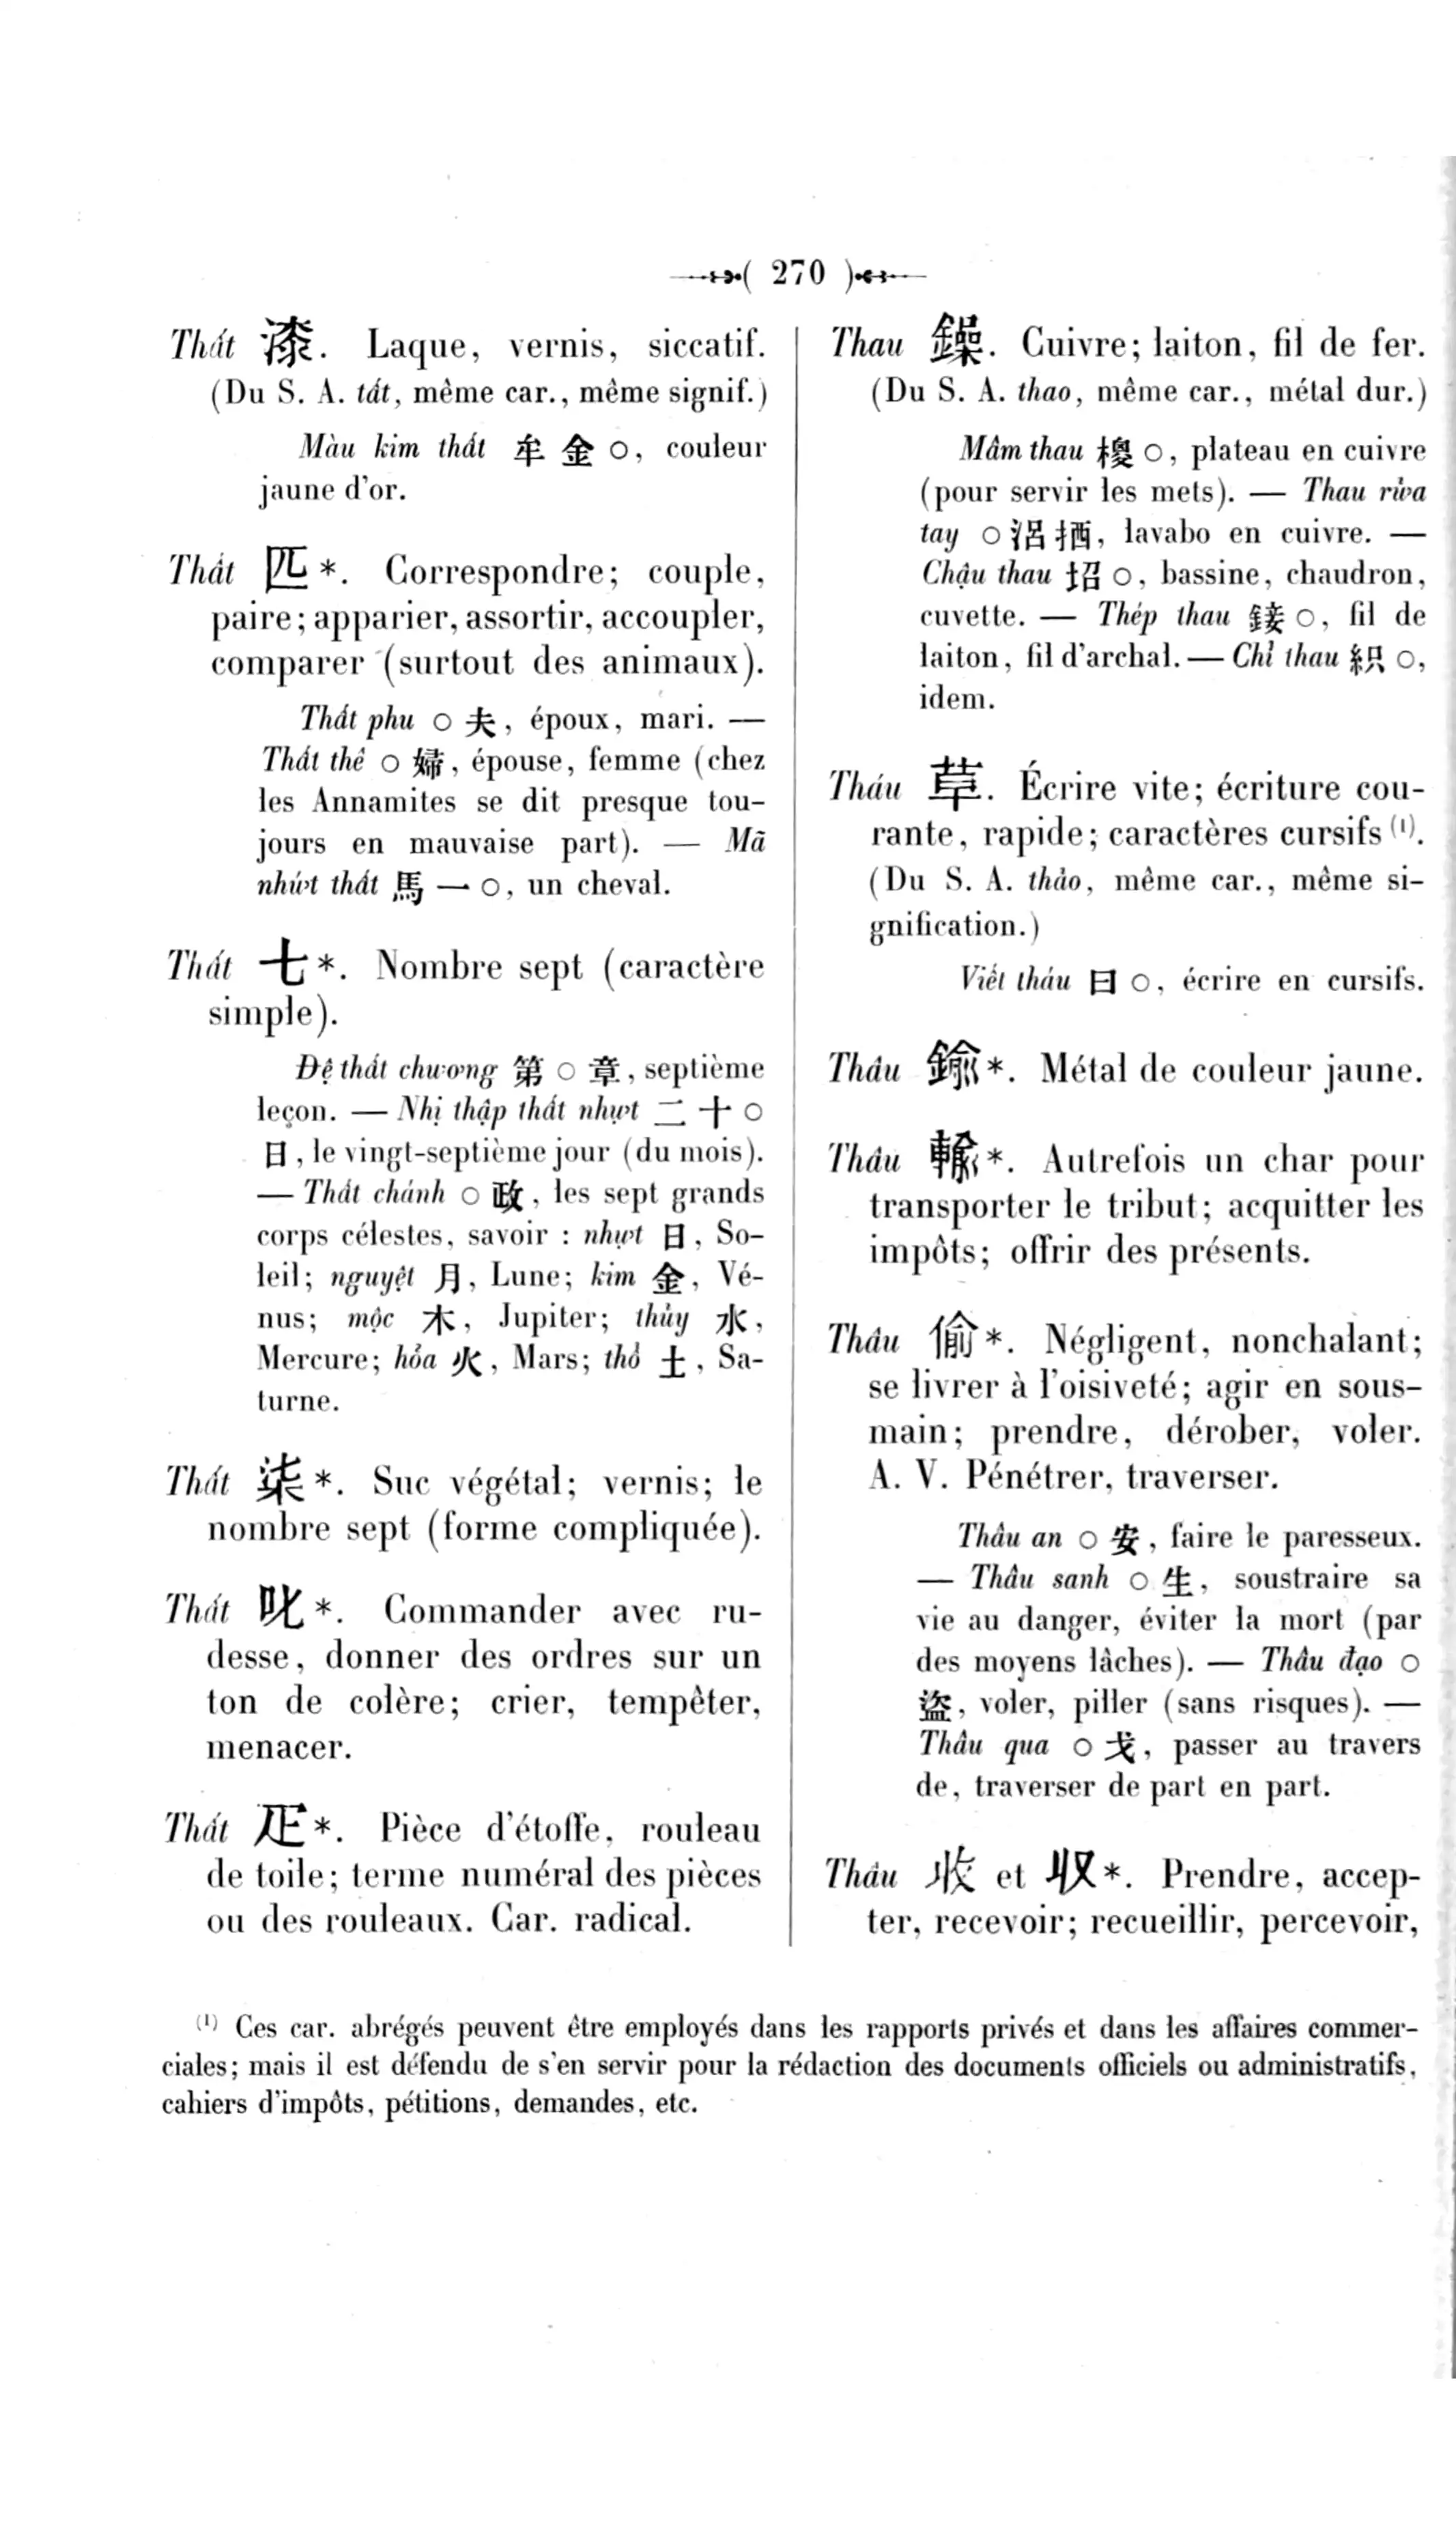 ( 270 )
Thất 漆. Laque, vernis, siccatif.
(Du S. A. tất, même car., même signif.)
Màu kim thất 牟 金 ○, couleur
jaune d'or.
Thất 匹 *. Correspondre; couple,
paire; apparier, assortir, accoupler,
comparer (surtout des animaux).
Thất phu ○ 夫, époux, mari. —
Thất thê ○ 婦, épouse, femme (chez
les Annamites se dit presque tou-
jours en mauvaise part). — Mã
nhứt thất 馬 一 ○, un cheval.
Thất 七 *. Nombre sept (caractère
simple).
Đệ thất chương 第 ○ 章, septième
leçon. — Nhị thập thất nhựt 二 十 ○
日, le vingt-septième jour (du mois).
— Thất chánh ○ 政, les sept grands
corps célestes, savoir : nhựt 日, So-
leil; nguyệt 月, Lune; kim 金, Vé-
nus; mộc 木, Jupiter; thủy 水,
Mercure; hỏa 火, Mars; thổ 土, Sa-
turne.
Thất 柒 *. Suc végétal; vernis; le
nombre sept (forme compliquée).
Thất 叱 *. Commander avec ru-
desse, donner des ordres sur un
ton de colère; crier, tempêter,
menacer.
Thất 疋 *. Pièce d'étoffe, rouleau
de toile; terme numéral des pièces
ou des rouleaux. Car. radical.
Thau 鐰. Cuivre; laiton, fil de fer.
(Du S. A. thao, même car., métal dur.)
Mâm thau ○, plateau en cuivre
(pour servir les mets). — Thau rửa
tay ○ 𢬣, lavabo en cuivre. —
Chậu thau ○, bassine, chaudron,
cuvette. — Thép thau ○, fil de
laiton, fil d'archal. — Chỉ thau ○,
idem.
Tháu 草. Écrire vite; écriture cou-
rante, rapide; caractères cursifs (1).
(Du S. A. thảo, même car., même si-
gnification.)
Viết tháu 曰 ○, écrire en cursifs.
Thâu 鍮 *. Métal de couleur jaune.
Thâu 輸 *. Autrefois un char pour
transporter le tribut; acquitter les
impôts; offrir des présents.
Thâu 偷 *. Négligent, nonchalant;
se livrer à l'oisiveté; agir en sous-
main; prendre, dérober, voler.
A. V. Pénétrer, traverser.
Thâu an ○ 安, faire le paresseux.
— Thâu sanh ○ 生, soustraire sa
vie au danger, éviter la mort (par
des moyens lâches). — Thâu đạo ○
盜, voler, piller (sans risques). —
Thâu qua ○ 戈, passer au travers
de, traverser de part en part.
Thâu 收 et 収 *. Prendre, accep-
ter, recevoir; recueillir, percevoir,
(1) Ces car. abrégés peuvent être employés dans les rapports privés et dans les affaires commer-
ciales; mais il est défendu de s'en servir pour la rédaction des documents officiels ou administratifs,
cahiers d'impôts, pétitions, demandes, etc.